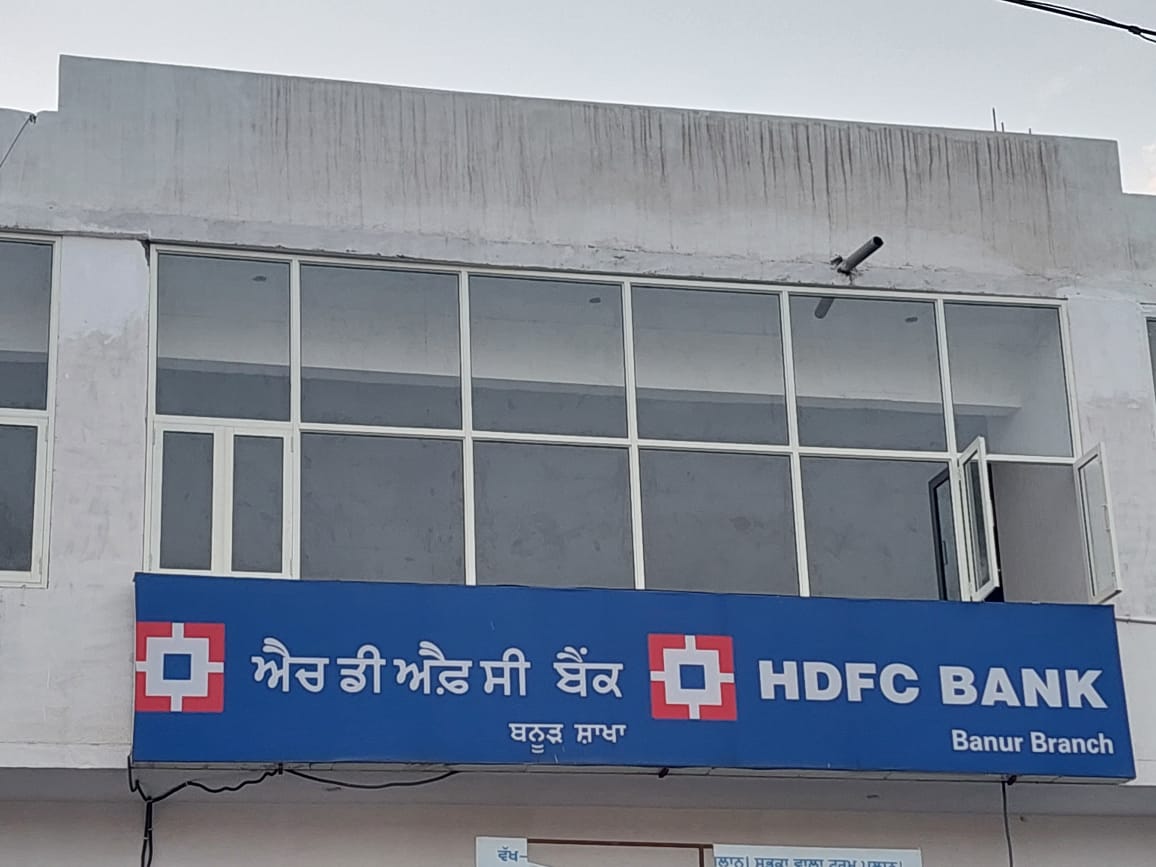 ਐਚ ਡੀ ਐਫ਼ ਸੀ ਬੈਂਕ
ਬਨੂੜ ਸ਼ਾਖਾ
HDFC BANK
Banur Branch
ਵੱਖ-